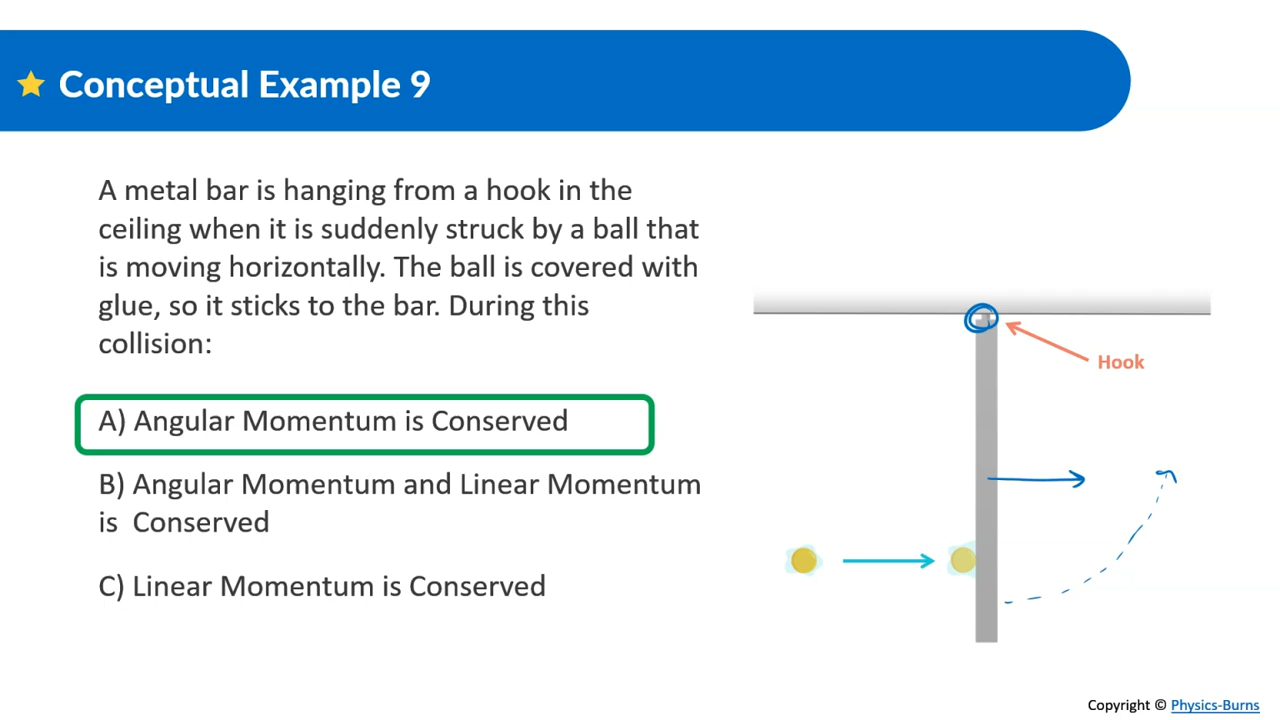 Conceptual Example 9
A metal bar is hanging from a hook in the
ceiling when it is suddenly struck by a ball that
is moving horizontally. The ball is covered with
glue, so it sticks to the bar. During this
collision:
A) Angular Momentum is Conserved
B) Angular Momentum and Linear Momentum
is Conserved
C) Linear Momentum is Conserved
Hook
Copyright © Physics-Burns